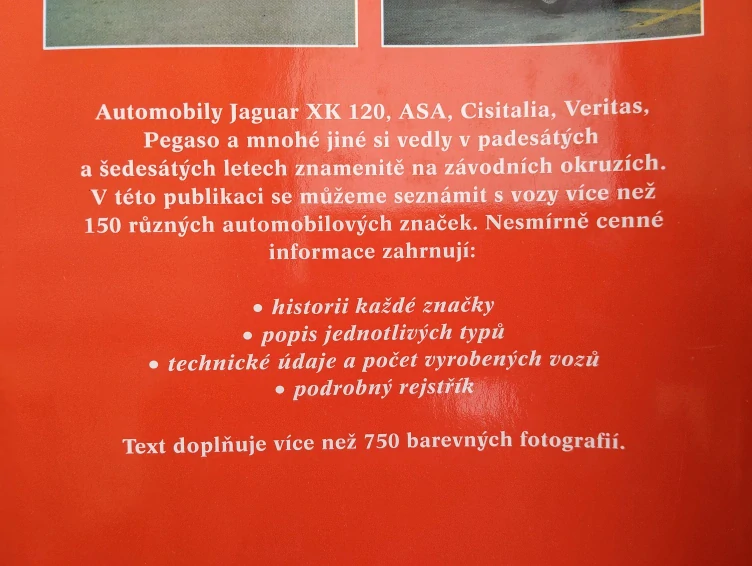 Automobily Jaguar XK 120, ASA, Cisitalia, Veritas,
Pegaso a mnohé jiné si vedly v padesátých
a šedesátých letech znamenitě na závodních okruzích.
V této publikaci se můžeme seznámit s vozy více než
150 různých automobilových značek. Nesmírně cenné
informace zahrnují:
• historii každé značky
• popis jednotlivých typů
• technické údaje a počet vyrobených vozů
• podrobný rejstřík
Text doplňuje více než 750 barevných fotografií.